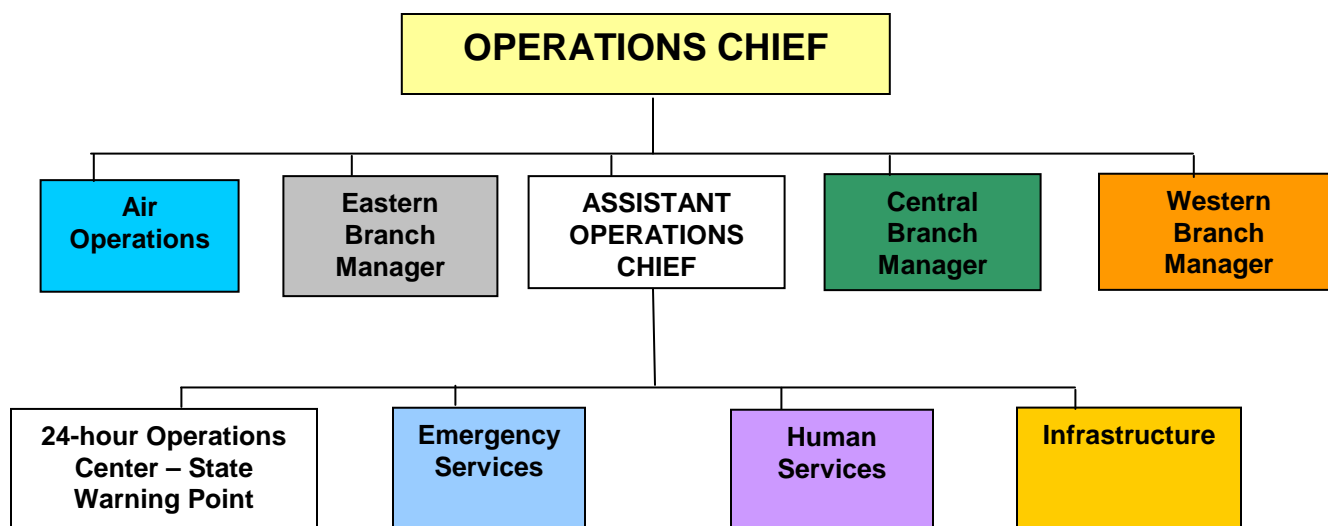 OPERATIONS CHIEF
Air
Operations
Eastern
Branch
Manager
ASSISTANT
OPERATIONS
CHIEF
Central
Branch
Manager
Western
Branch
Manager
24-hour Operations
Center – State
Warning Point
Emergency
Services
Human
Services
Infrastructure